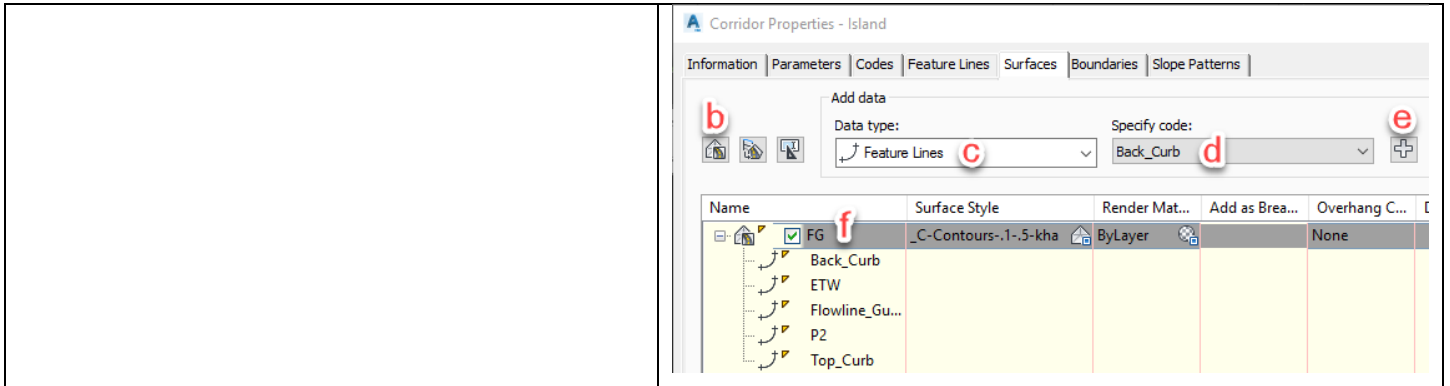 Corridor Properties - Island
Information Parameters Codes Feature Lines Surfaces Boundaries Slope Patterns
Add data
b
e
Data type:
Specify code:
Feature Lines
c
Back_Curb
d
Name Surface Style Render Mat... Add as Brea... Overhang C...
FG
f
_C-Contours-.1-.5-kha
ByLayer
None
Back_Curb
ETW
Flowline_Gu...
P2
Top_Curb